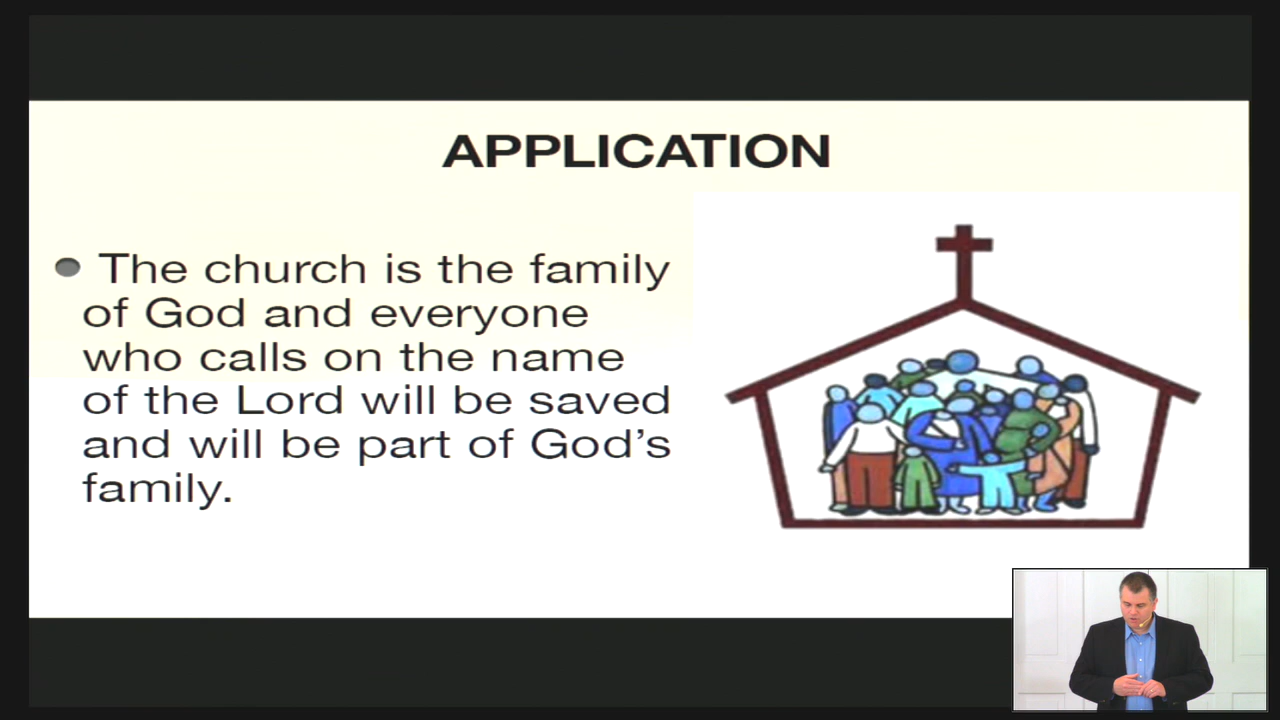 APPLICATION
The church is the family
of God and everyone
who calls on the name
of the Lord will be saved
and will be part of God’s
family.